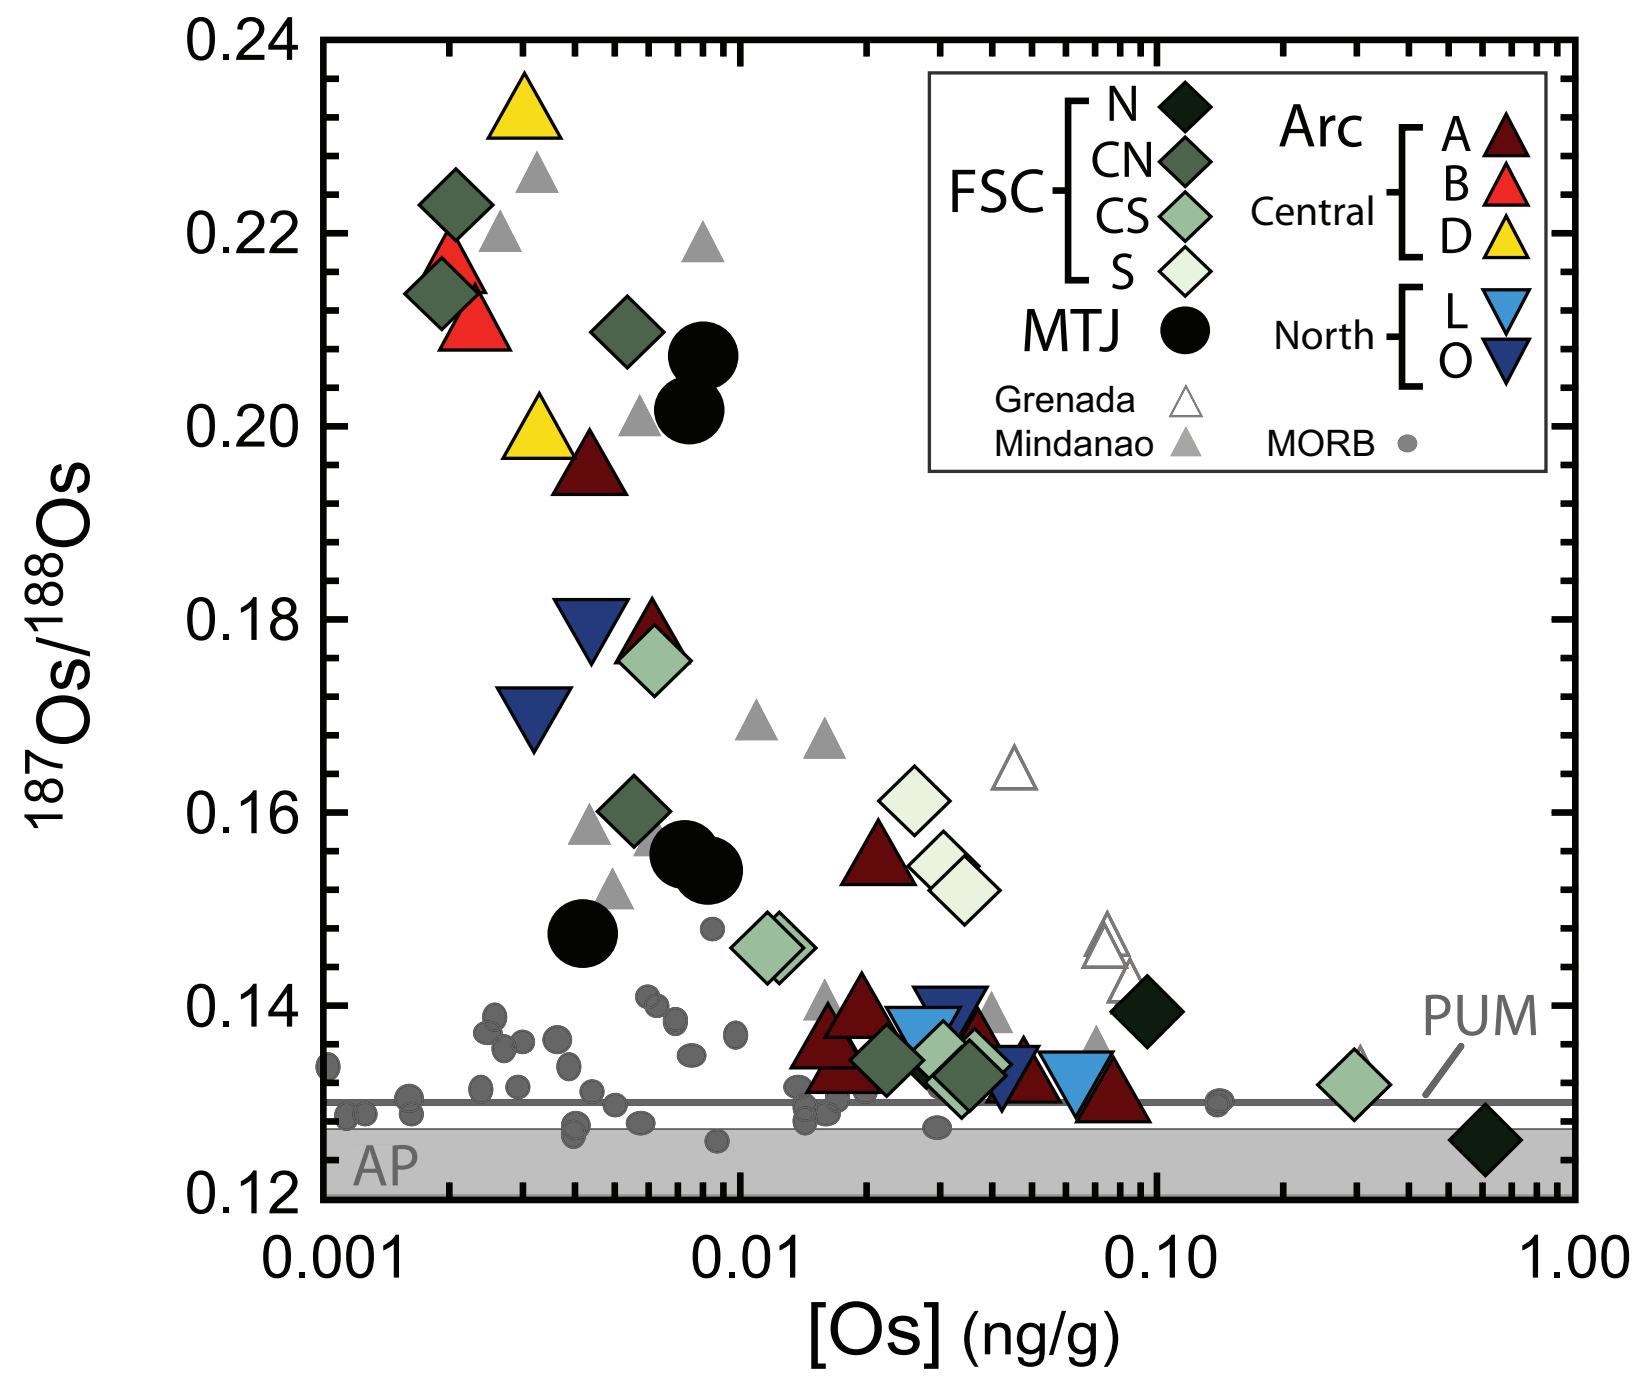 0.24
0.22
0.20
0.18
0.16
0.14
0.12
187Os/188Os
0.001
0.01
0.10
1.00
[Os] (ng/g)
FSC
N
CN
CS
S
MTJ
Grenada
Mindanao
Arc
Central
A
B
D
North
L
O
MORB
PUM
AP